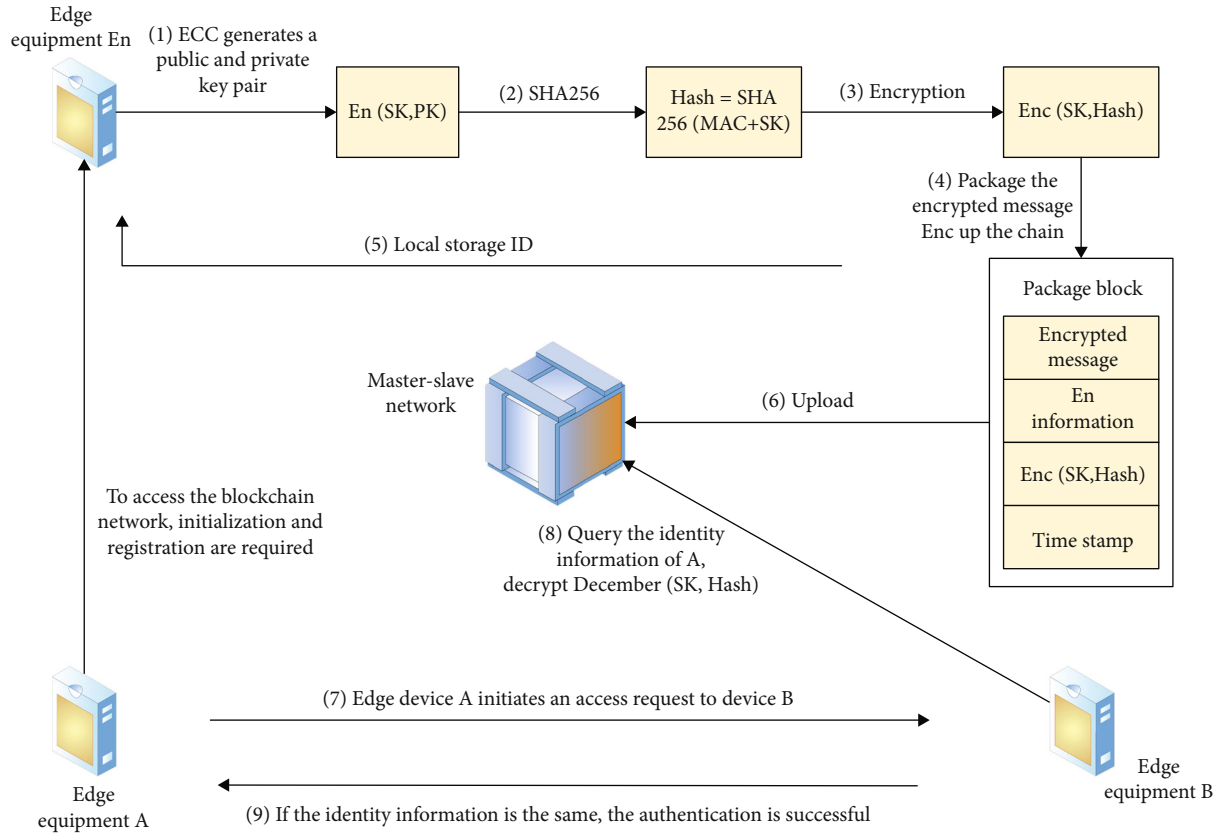 Edge
equipment En
(1) ECC generates a
public and private
key pair
En (SK,PK)
(2) SHA256
Hash = SHA
256 (MAC+SK)
(3) Encryption
Enc (SK,Hash)
(4) Package the
encrypted message
Enc up the chain
(5) Local storage ID
Package block
Encrypted
message
En
information
Enc (SK,Hash)
Time stamp
Master-slave
network
(6) Upload
To access the blockchain
network, initialization and
registration are required
(8) Query the identity
information of A,
decrypt December (SK, Hash)
(7) Edge device A initiates an access request to device B
Edge
equipment A
Edge
equipment B
(9) If the identity information is the same, the authentication is successful